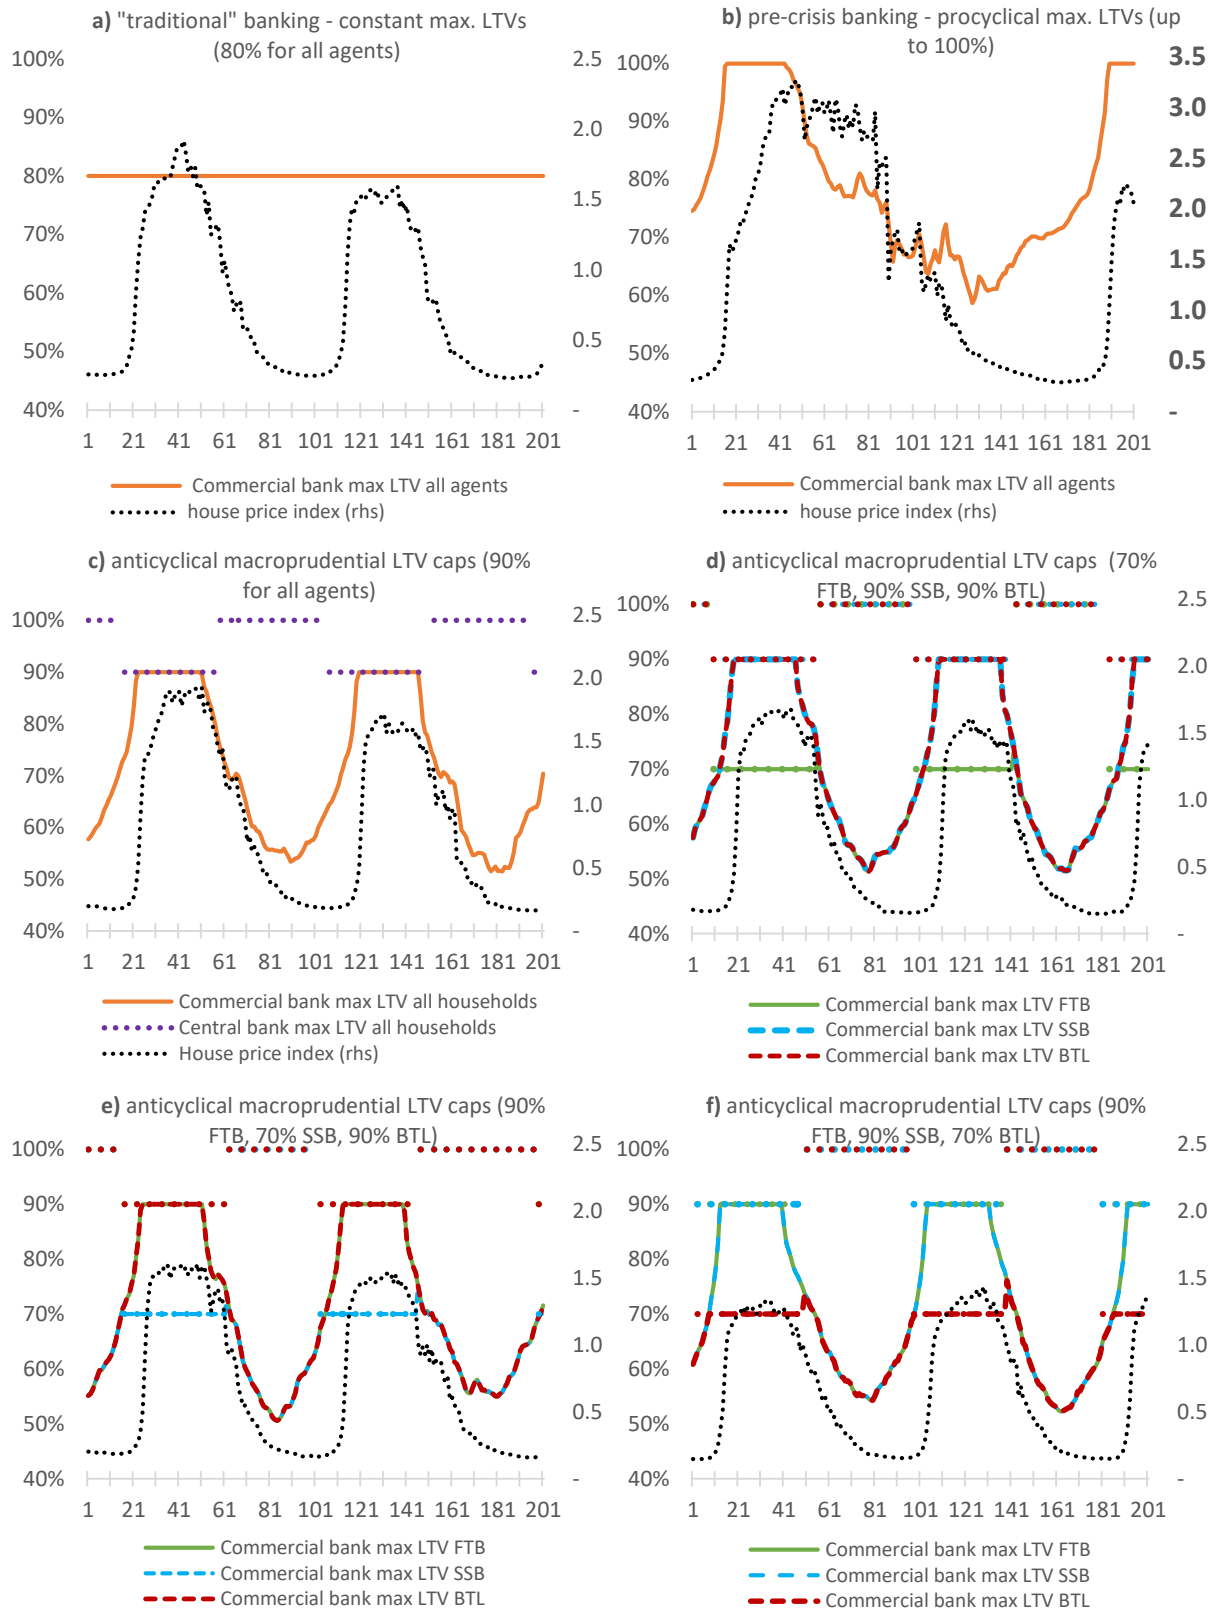 a) "traditional" banking - constant max. LTVs
(80% for all agents)
100%
90%
80%
70%
60%
50%
40%
2.5
2.0
1.5
1.0
0.5
-
1 21 41 61 81 101 121 141 161 181 201
Commercial bank max LTV all agents
house price index (rhs)
b) pre-crisis banking - procyclical max. LTVs (up
to 100%)
100%
90%
80%
70%
60%
50%
40%
3.5
3.0
2.5
2.0
1.5
1.0
0.5
-
1 21 41 61 81 101 121 141 161 181 201
Commercial bank max LTV all agents
house price index (rhs)
c) anticyclical macroprudential LTV caps (90%
for all agents)
100%
90%
80%
70%
60%
50%
40%
2.5
2.0
1.5
1.0
0.5
-
1 21 41 61 81 101 121 141 161 181 201
Commercial bank max LTV all households
Central bank max LTV all households
House price index (rhs)
d) anticyclical macroprudential LTV caps (70%
FTB, 90% SSB, 90% BTL)
100%
90%
80%
70%
60%
50%
40%
2.5
2.0
1.5
1.0
0.5
-
1 21 41 61 81 101 121 141 161 181 201
Commercial bank max LTV FTB
Commercial bank max LTV SSB
Commercial bank max LTV BTL
e) anticyclical macroprudential LTV caps (90%
FTB, 70% SSB, 90% BTL)
100%
90%
80%
70%
60%
50%
40%
2.5
2.0
1.5
1.0
0.5
-
1 21 41 61 81 101 121 141 161 181 201
Commercial bank max LTV FTB
Commercial bank max LTV SSB
Commercial bank max LTV BTL
f) anticyclical macroprudential LTV caps (90%
FTB, 90% SSB, 70% BTL)
100%
90%
80%
70%
60%
50%
40%
2.5
2.0
1.5
1.0
0.5
-
1 21 41 61 81 101 121 141 161 181 201
Commercial bank max LTV FTB
Commercial bank max LTV SSB
Commercial bank max LTV BTL